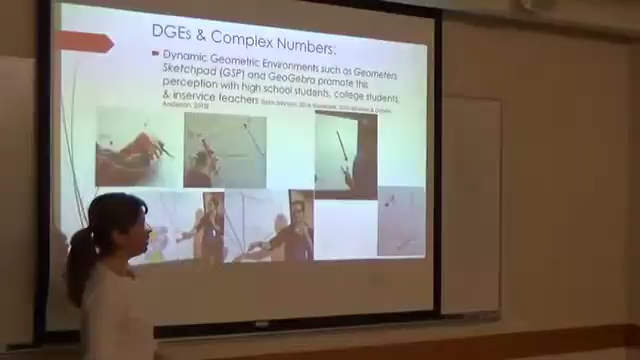 DGEs & Complex Numbers:
Dynamic Geometric Environments such as Geometers
Sketchpad (GSP) and GeoGebra promote this
perception with high school students, college students,
& inservice teachers